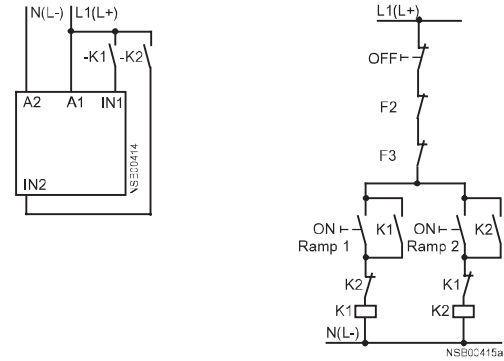 N(L-) L1(L+)
-K1 -K2
A2 A1 IN1
IN2
NSB00414
L1(L+)
OFF
F2
F3
ON K1 ON K2
Ramp 1 Ramp 2
K2 K1
K1 K2
N(L-)
NSB00415a